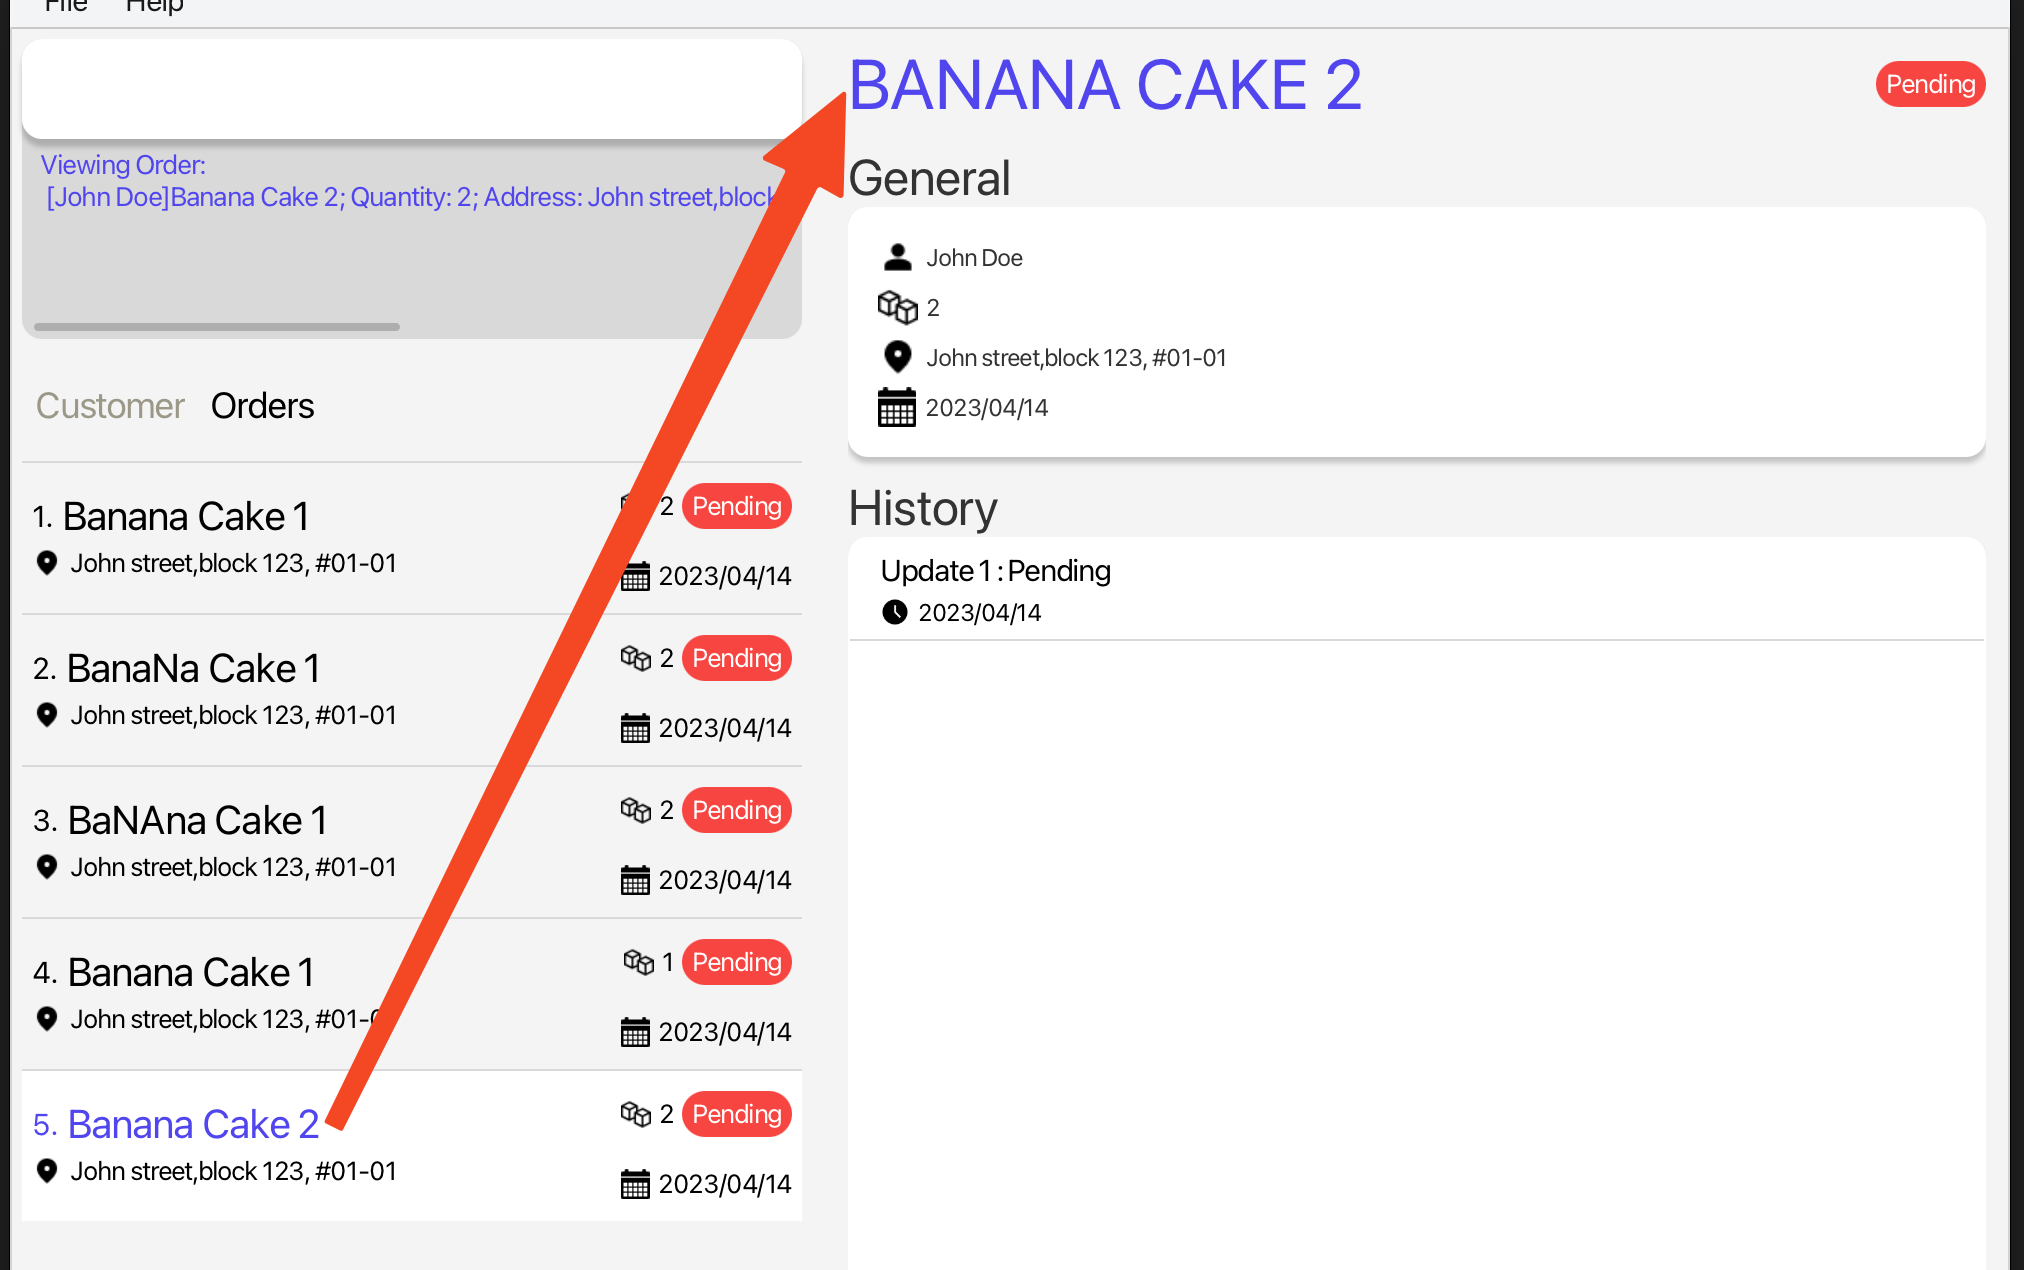 File Help
Viewing Order:
[John Doe]Banana Cake 2; Quantity: 2; Address: John street,block
Customer Orders
1. Banana Cake 1
2 Pending
John street,block 123, #01-01
2023/04/14
2. BanaNa Cake 1
2 Pending
John street,block 123, #01-01
2023/04/14
3. BaNAna Cake 1
2 Pending
John street,block 123, #01-01
2023/04/14
4. Banana Cake 1
1 Pending
John street,block 123, #01-0
2023/04/14
5. Banana Cake 2
2 Pending
John street,block 123, #01-01
2023/04/14
BANANA CAKE 2
Pending
General
John Doe
2
John street,block 123, #01-01
2023/04/14
History
Update 1 : Pending
2023/04/14